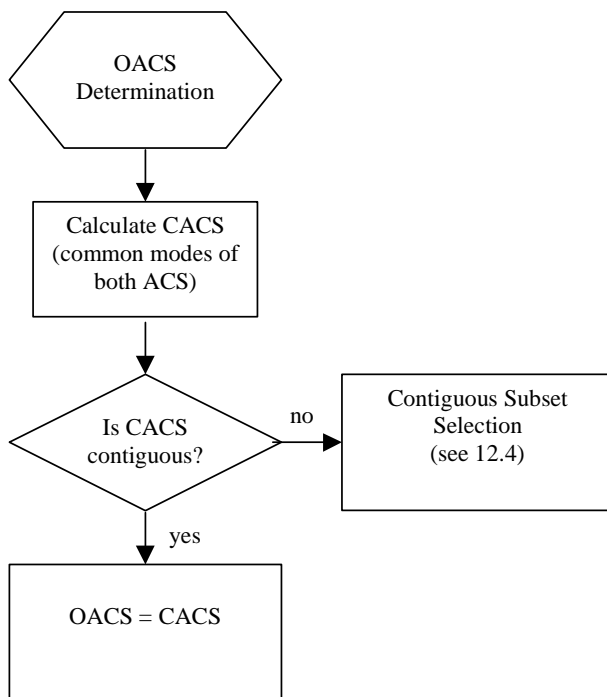 OACS
Determination
Calculate CACS
(common modes of
both ACS)
Is CACS
contiguous?
no
Contiguous Subset
Selection
(see 12.4)
yes
OACS = CACS